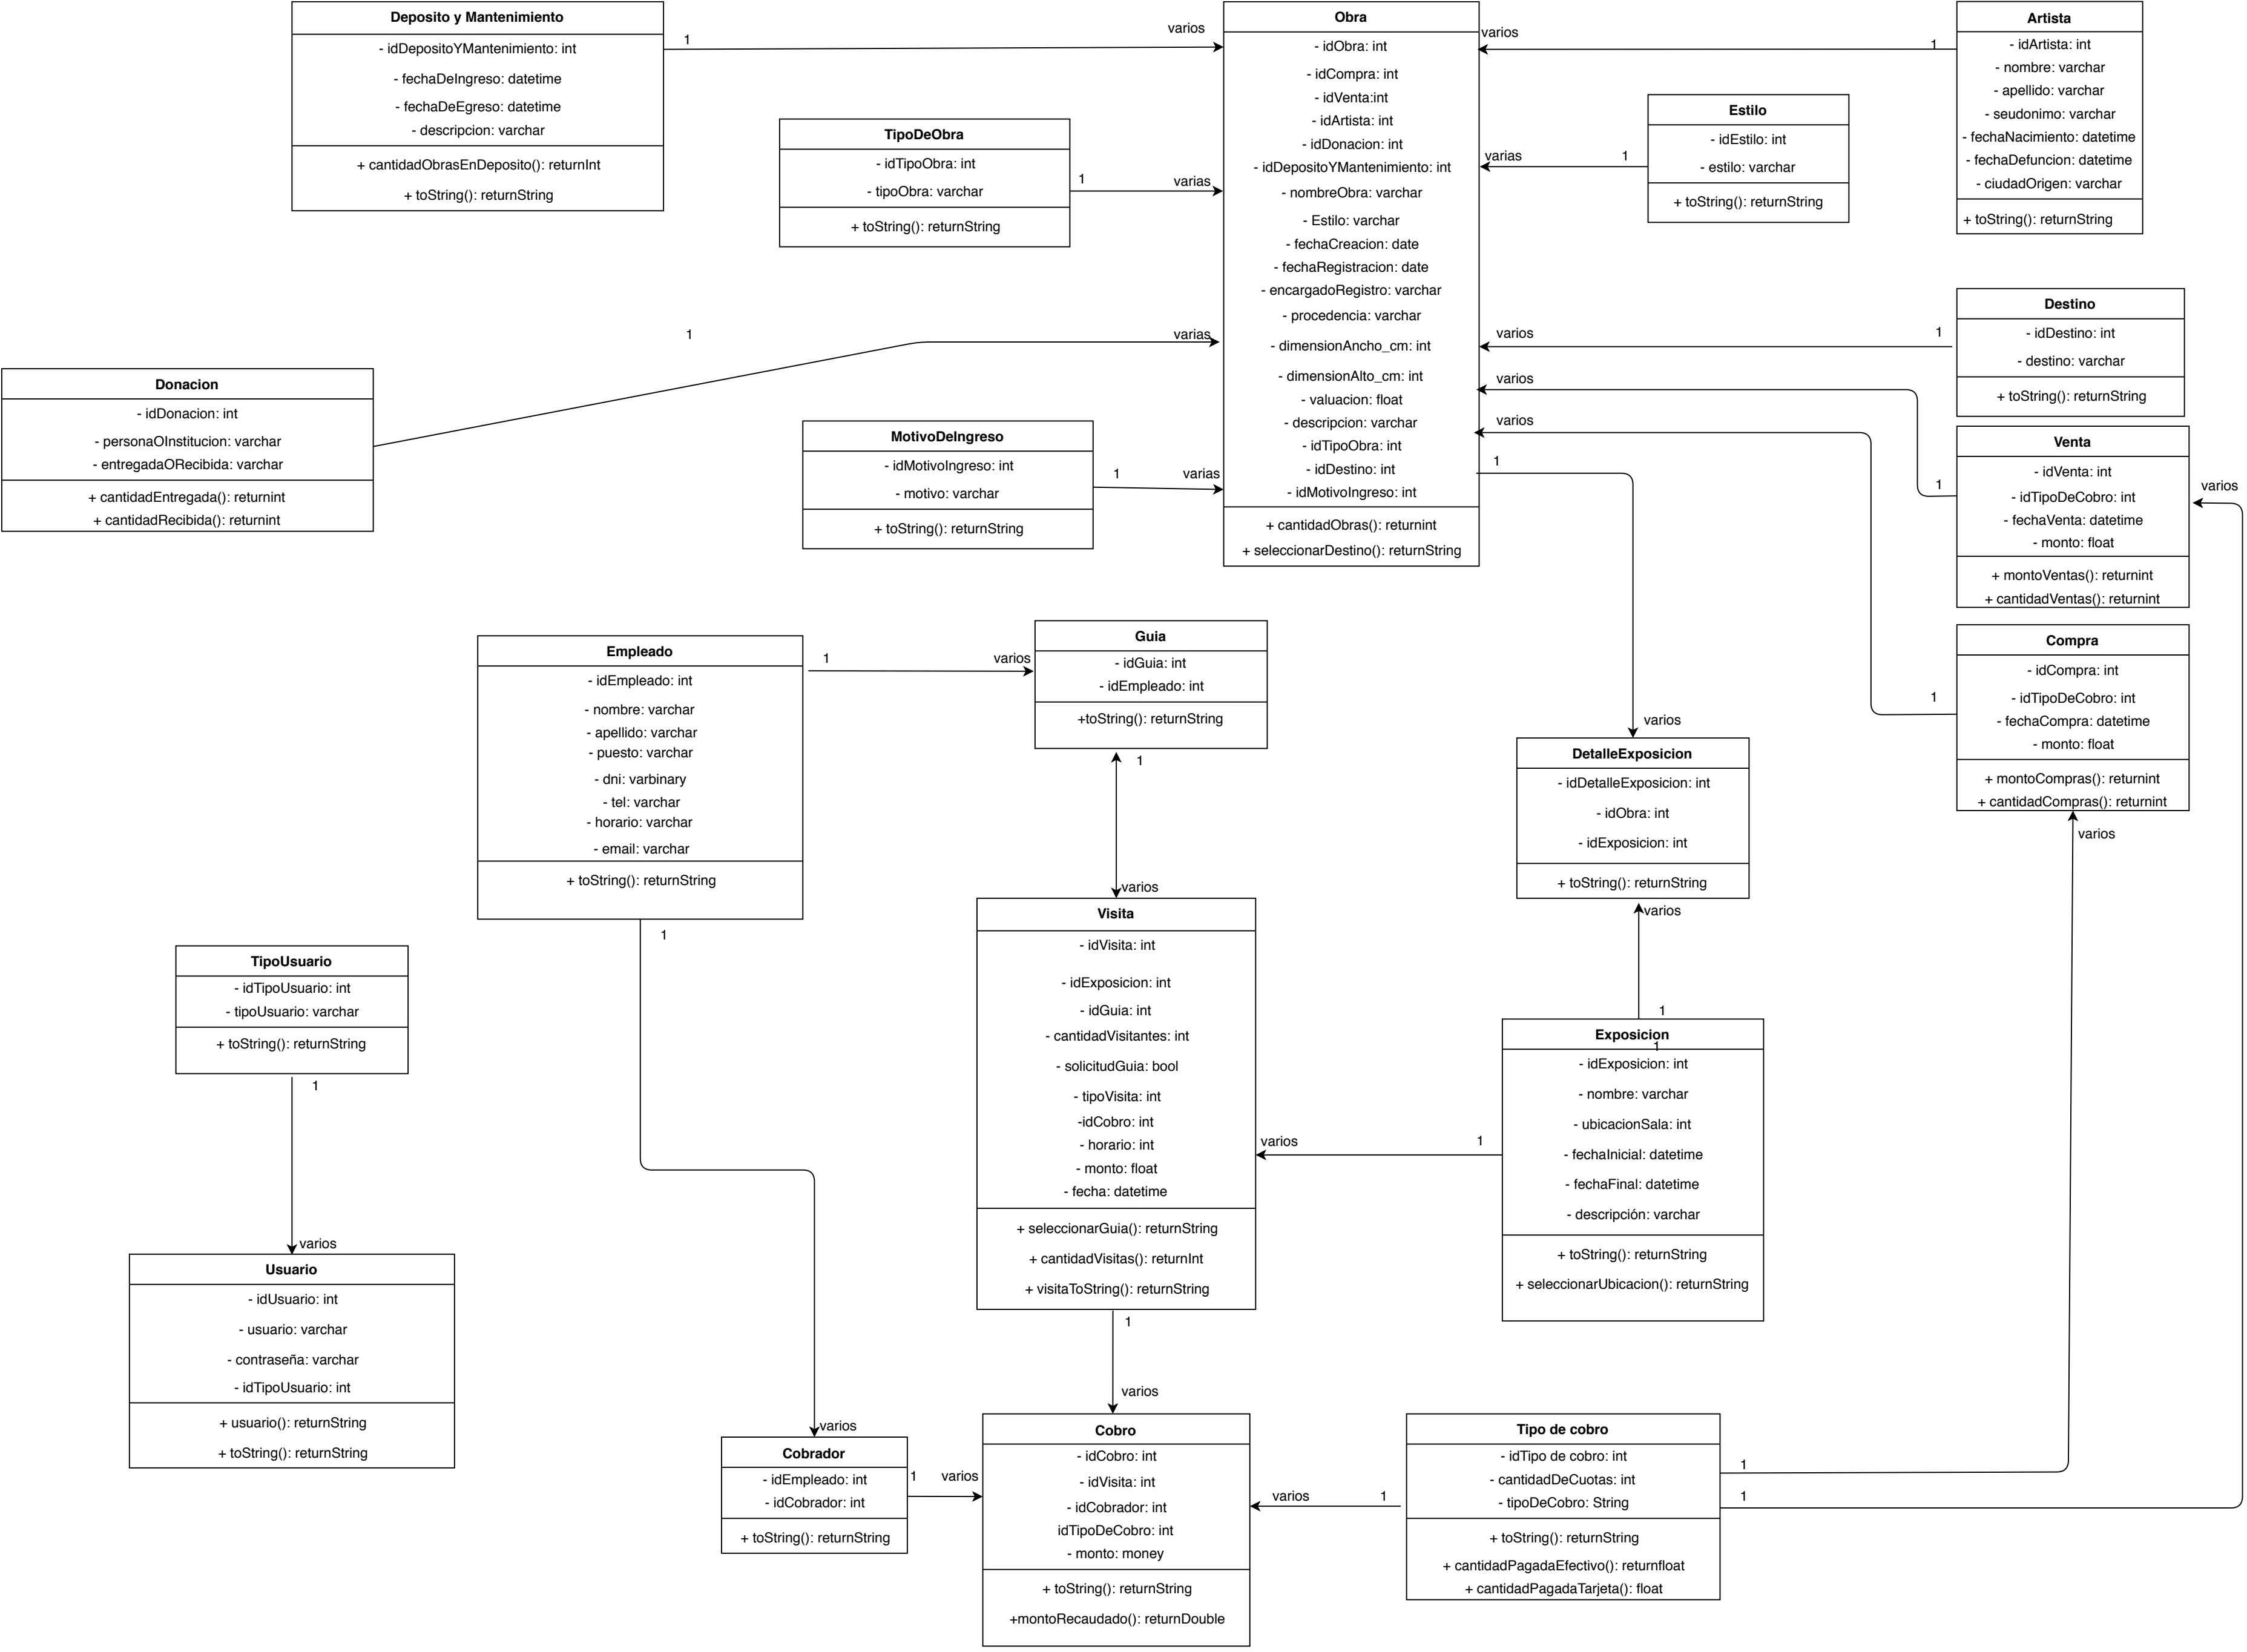 Deposito y Mantenimiento
- idDepositoYMantenimiento: int
- fechaDeIngreso: datetime
- fechaDeEgreso: datetime
- descripcion: varchar
+ cantidadObrasEnDeposito(): returnInt
+ toString(): returnString
1
varios
Obra
- idObra: int
- idCompra: int
- idVenta:int
- idArtista: int
- idDonacion: int
- idDepositoYMantenimiento: int
- nombreObra: varchar
- Estilo: varchar
- fechaCreacion: date
- fechaRegistracion: date
- encargadoRegistro: varchar
- procedencia: varchar
- dimensionAncho_cm: int
- dimensionAlto_cm: int
- valuacion: float
- descripcion: varchar
- idTipoObra: int
- idDestino: int
- idMotivoIngreso: int
+ cantidadObras(): returnint
+ seleccionarDestino(): returnString
varios
1
Artista
- idArtista: int
- nombre: varchar
- apellido: varchar
- seudonimo: varchar
- fechaNacimiento: datetime
- fechaDefuncion: datetime
- ciudadOrigen: varchar
+ toString(): returnString
TipoDeObra
- idTipoObra: int
- tipoObra: varchar
+ toString(): returnString
1
varias
Estilo
- idEstilo: int
- estilo: varchar
+ toString(): returnString
varias
1
Destino
- idDestino: int
- destino: varchar
+ toString(): returnString
varios
1
Donacion
- idDonacion: int
- personaOInstitucion: varchar
- entregadaORecibida: varchar
+ cantidadEntregada(): returnint
+ cantidadRecibida(): returnint
1
varias
MotivoDeIngreso
- idMotivoIngreso: int
- motivo: varchar
+ toString(): returnString
1
varias
Venta
- idVenta: int
- idTipoDeCobro: int
- fechaVenta: datetime
- monto: float
+ montoVentas(): returnint
+ cantidadVentas(): returnint
varios
1
varios
Compra
- idCompra: int
- idTipoDeCobro: int
- fechaCompra: datetime
- monto: float
+ montoCompras(): returnint
+ cantidadCompras(): returnint
varios
1
varios
Empleado
- idEmpleado: int
- nombre: varchar
- apellido: varchar
- puesto: varchar
- dni: varbinary
- tel: varchar
- horario: varchar
- email: varchar
+ toString(): returnString
1
varios
Guia
- idGuia: int
- idEmpleado: int
+toString(): returnString
1
varios
1
varios
DetalleExposicion
- idDetalleExposicion: int
- idObra: int
- idExposicion: int
+ toString(): returnString
varios
1
Visita
- idVisita: int
- idExposicion: int
- idGuia: int
- cantidadVisitantes: int
- solicitudGuia: bool
- tipoVisita: int
-idCobro: int
- horario: int
- monto: float
- fecha: datetime
+ seleccionarGuia(): returnString
+ cantidadVisitas(): returnInt
+ visitaToString(): returnString
varios
1
Exposicion
1
- idExposicion: int
- nombre: varchar
- ubicacionSala: int
- fechaInicial: datetime
- fechaFinal: datetime
- descripción: varchar
+ toString(): returnString
+ seleccionarUbicacion(): returnString
1
TipoUsuario
- idTipoUsuario: int
- tipoUsuario: varchar
+ toString(): returnString
1
varios
Usuario
- idUsuario: int
- usuario: varchar
- contraseña: varchar
- idTipoUsuario: int
+ usuario(): returnString
+ toString(): returnString
1
varios
varios
Cobrador
- idEmpleado: int
- idCobrador: int
+ toString(): returnString
1
varios
Cobro
- idCobro: int
- idVisita: int
- idCobrador: int
idTipoDeCobro: int
- monto: money
+ toString(): returnString
+montoRecaudado(): returnDouble
varios
1
Tipo de cobro
- idTipo de cobro: int
- cantidadDeCuotas: int
- tipoDeCobro: String
+ toString(): returnString
+ cantidadPagadaEfectivo(): returnfloat
+ cantidadPagadaTarjeta(): float
1
1